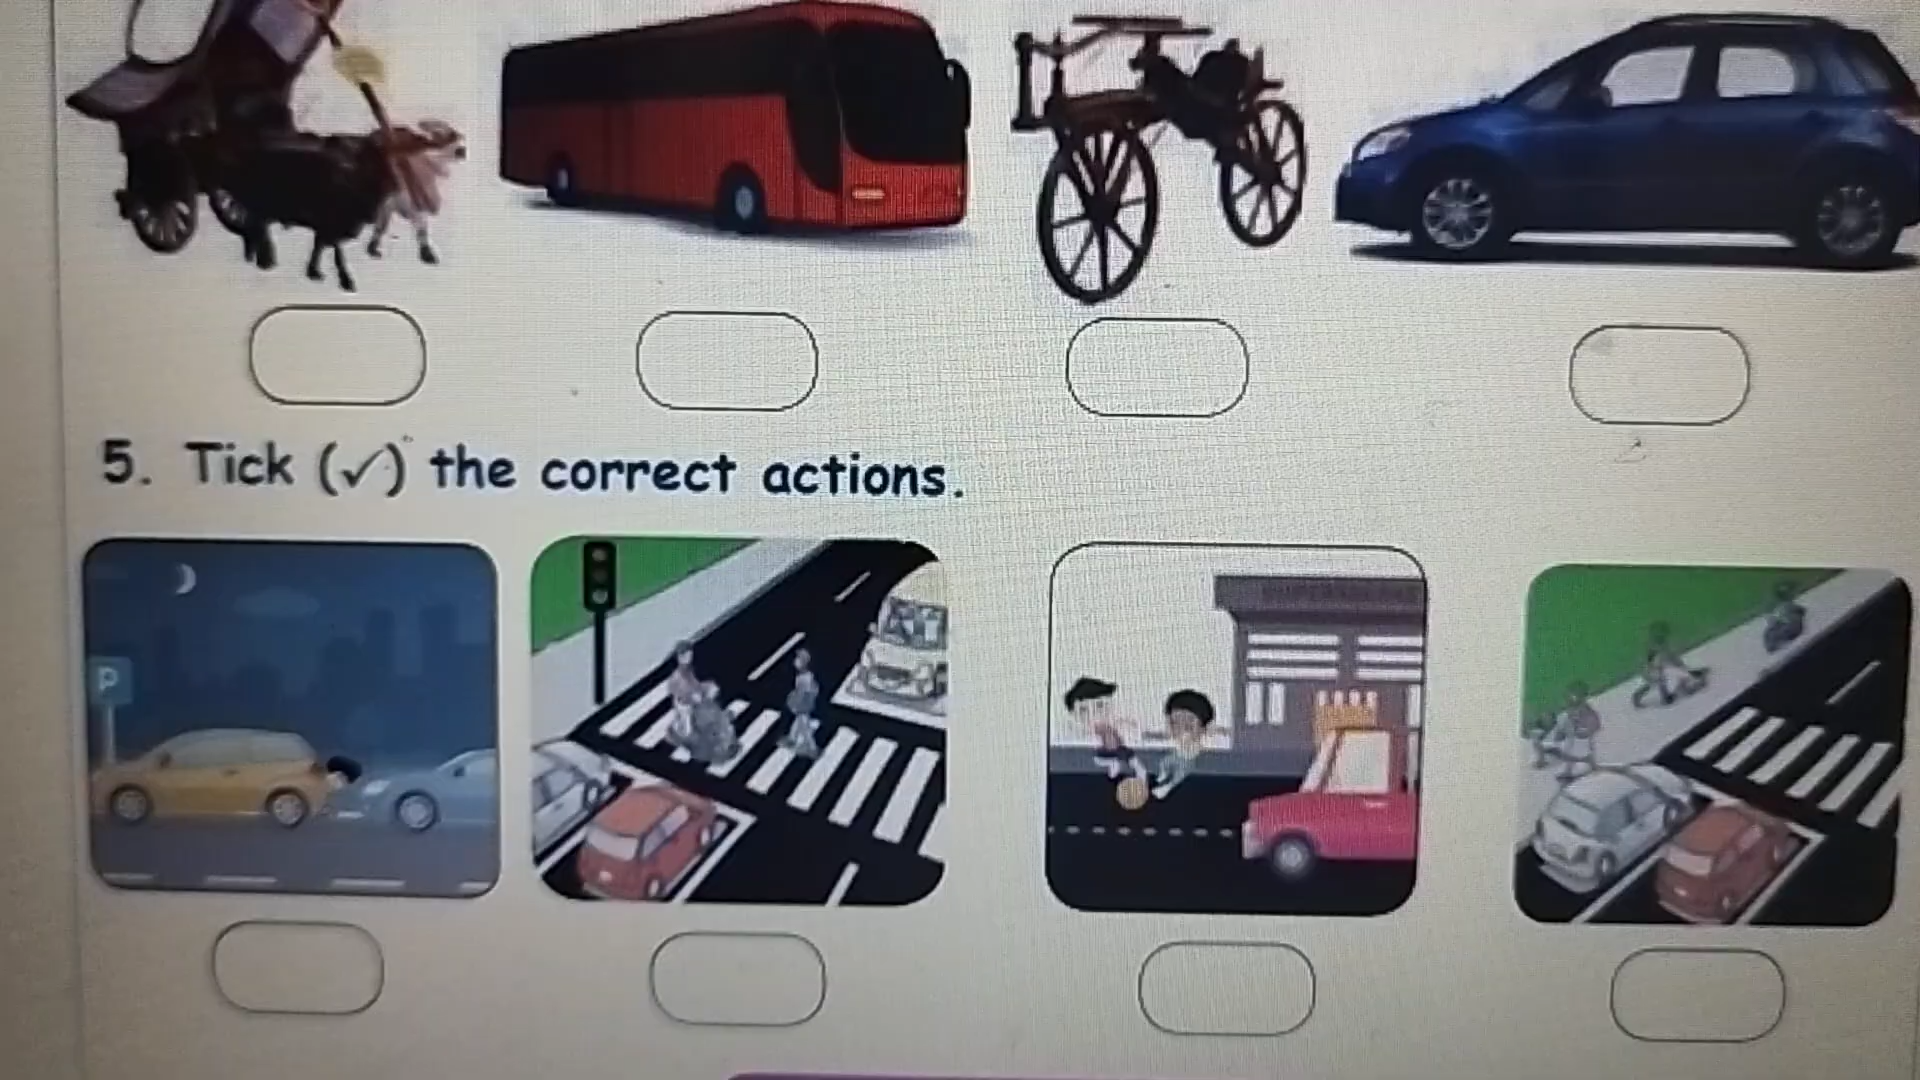 5. Tick (✓) the correct actions.
P